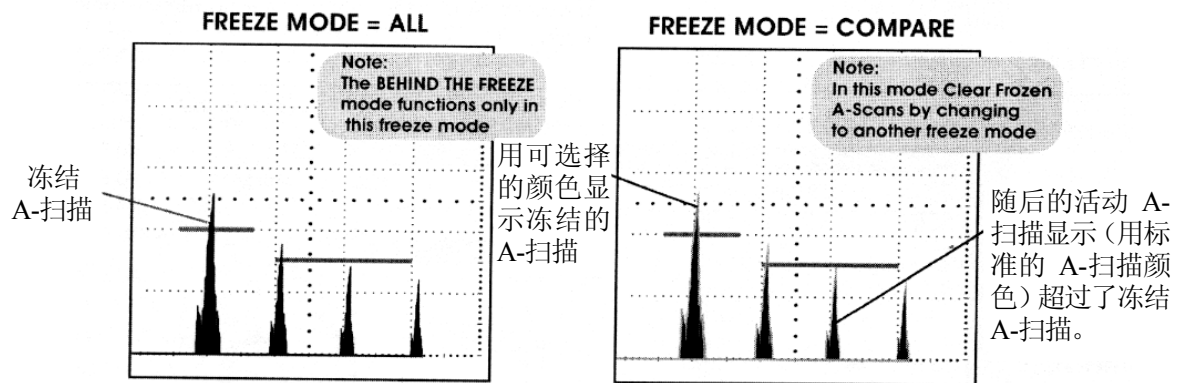 FREEZE MODE = ALL
Note:
The BEHIND THE FREEZE
mode functions only in
this freeze mode
冻结
A-扫描
FREEZE MODE = COMPARE
Note:
In this mode Clear Frozen
A-Scans by changing
to another freeze mode
用可选择
的颜色显
示冻结的
A-扫描
随后的活动 A-
扫描显示（用标
准的 A-扫描颜
色）超过了冻结
A-扫描。